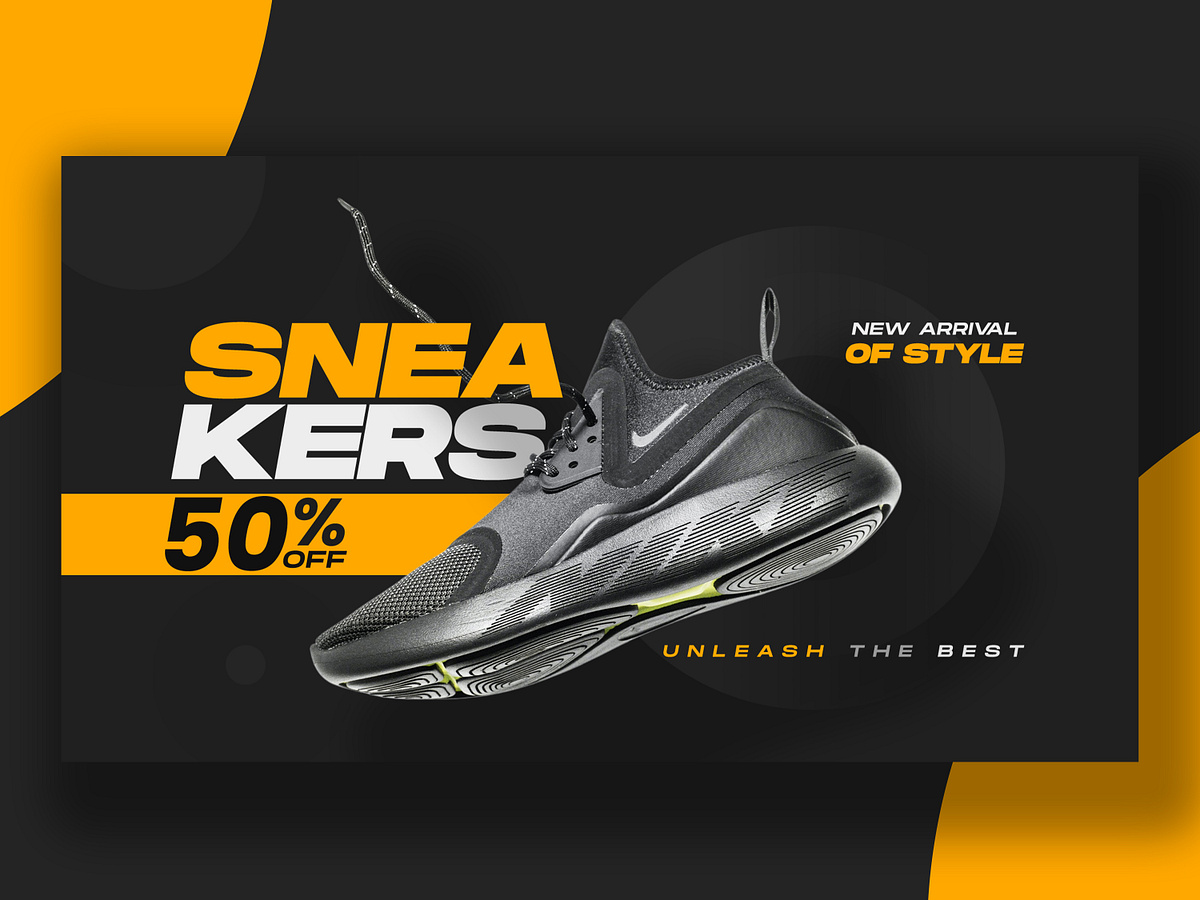 SNEA
KERS
50%
OFF
NEW ARRIVAL
OF STYLE
UNLEASH THE BEST